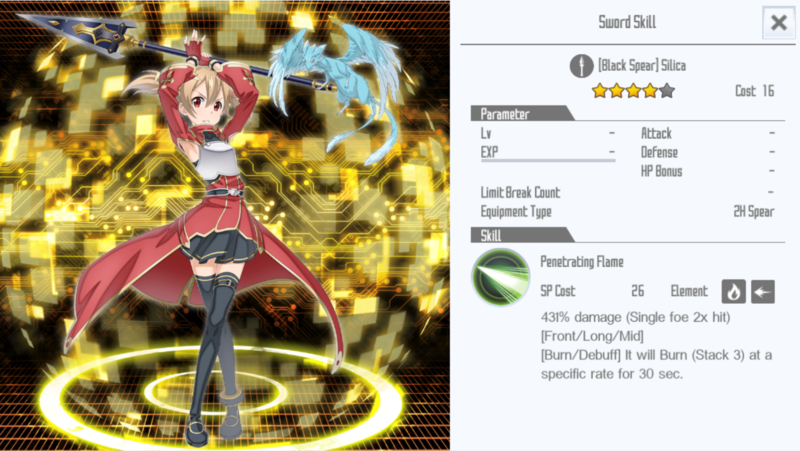 Sword Skill
[Black Spear] Silica
Cost 16
Parameter
Lv - Attack -
EXP - Defense -
HP Bonus -
Limit Break Count -
Equipment Type 2H Spear
Skill
Penetrating Flame
SP Cost 26 Element
431% damage (Single foe 2x hit)
[Front/Long/Mid]
[Burn/Debuff] It will Burn (Stack 3) at a
specific rate for 30 sec.